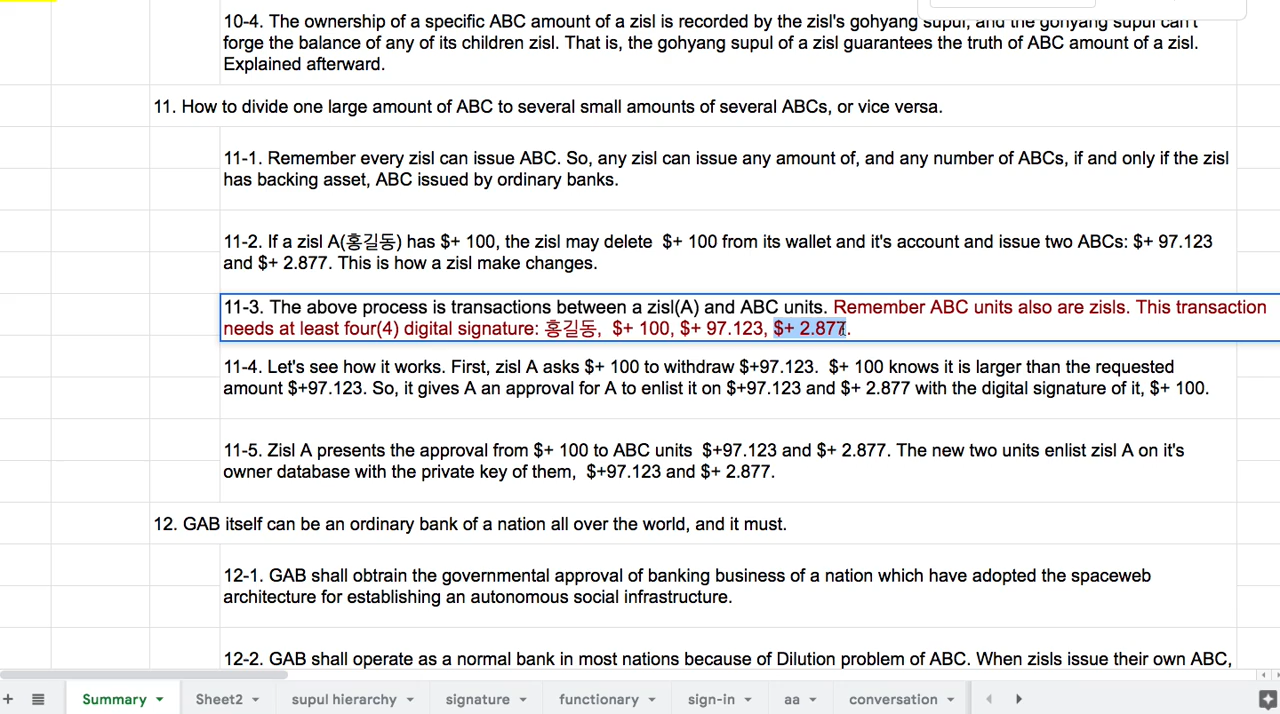 10-4. The ownership of a specific ABC amount of a zisl is recorded by the zisl's gohyang supul, and the gohyang supul can't
forge the balance of any of its children zisl. That is, the gohyang supul of a zisl guarantees the truth of ABC amount of a zisl.
Explained afterward.
11. How to divide one large amount of ABC to several small amounts of several ABCs, or vice versa.
11-1. Remember every zisl can issue ABC. So, any zisl can issue any amount of, and any number of ABCs, if and only if the zisl
has backing asset, ABC issued by ordinary banks.
11-2. If a zisl A(홍길동) has $+ 100, the zisl may delete  $+ 100 from its wallet and it's account and issue two ABCs: $+ 97.123
and $+ 2.877. This is how a zisl make changes.
11-3. The above process is transactions between a zisl(A) and ABC units. Remember ABC units also are zisls. This transaction
needs at least four(4) digital signature: 홍길동,  $+ 100, $+ 97.123, $+ 2.877.
11-4. Let's see how it works. First, zisl A asks $+ 100 to withdraw $+97.123.  $+ 100 knows it is larger than the requested
amount $+97.123. So, it gives A an approval for A to enlist it on $+97.123 and $+ 2.877 with the digital signature of it, $+ 100.
11-5. Zisl A presents the approval from $+ 100 to ABC units  $+97.123 and $+ 2.877. The new two units enlist zisl A on it's
owner database with the private key of them,  $+97.123 and $+ 2.877.
12. GAB itself can be an ordinary bank of a nation all over the world, and it must.
12-1. GAB shall obtrain the governmental approval of banking business of a nation which have adopted the spaceweb
architecture for establishing an autonomous social infrastructure.
12-2. GAB shall operate as a normal bank in most nations because of Dilution problem of ABC. When zisls issue their own ABC,
Summary Sheet2 supul hierarchy signature functionary sign-in aa conversation